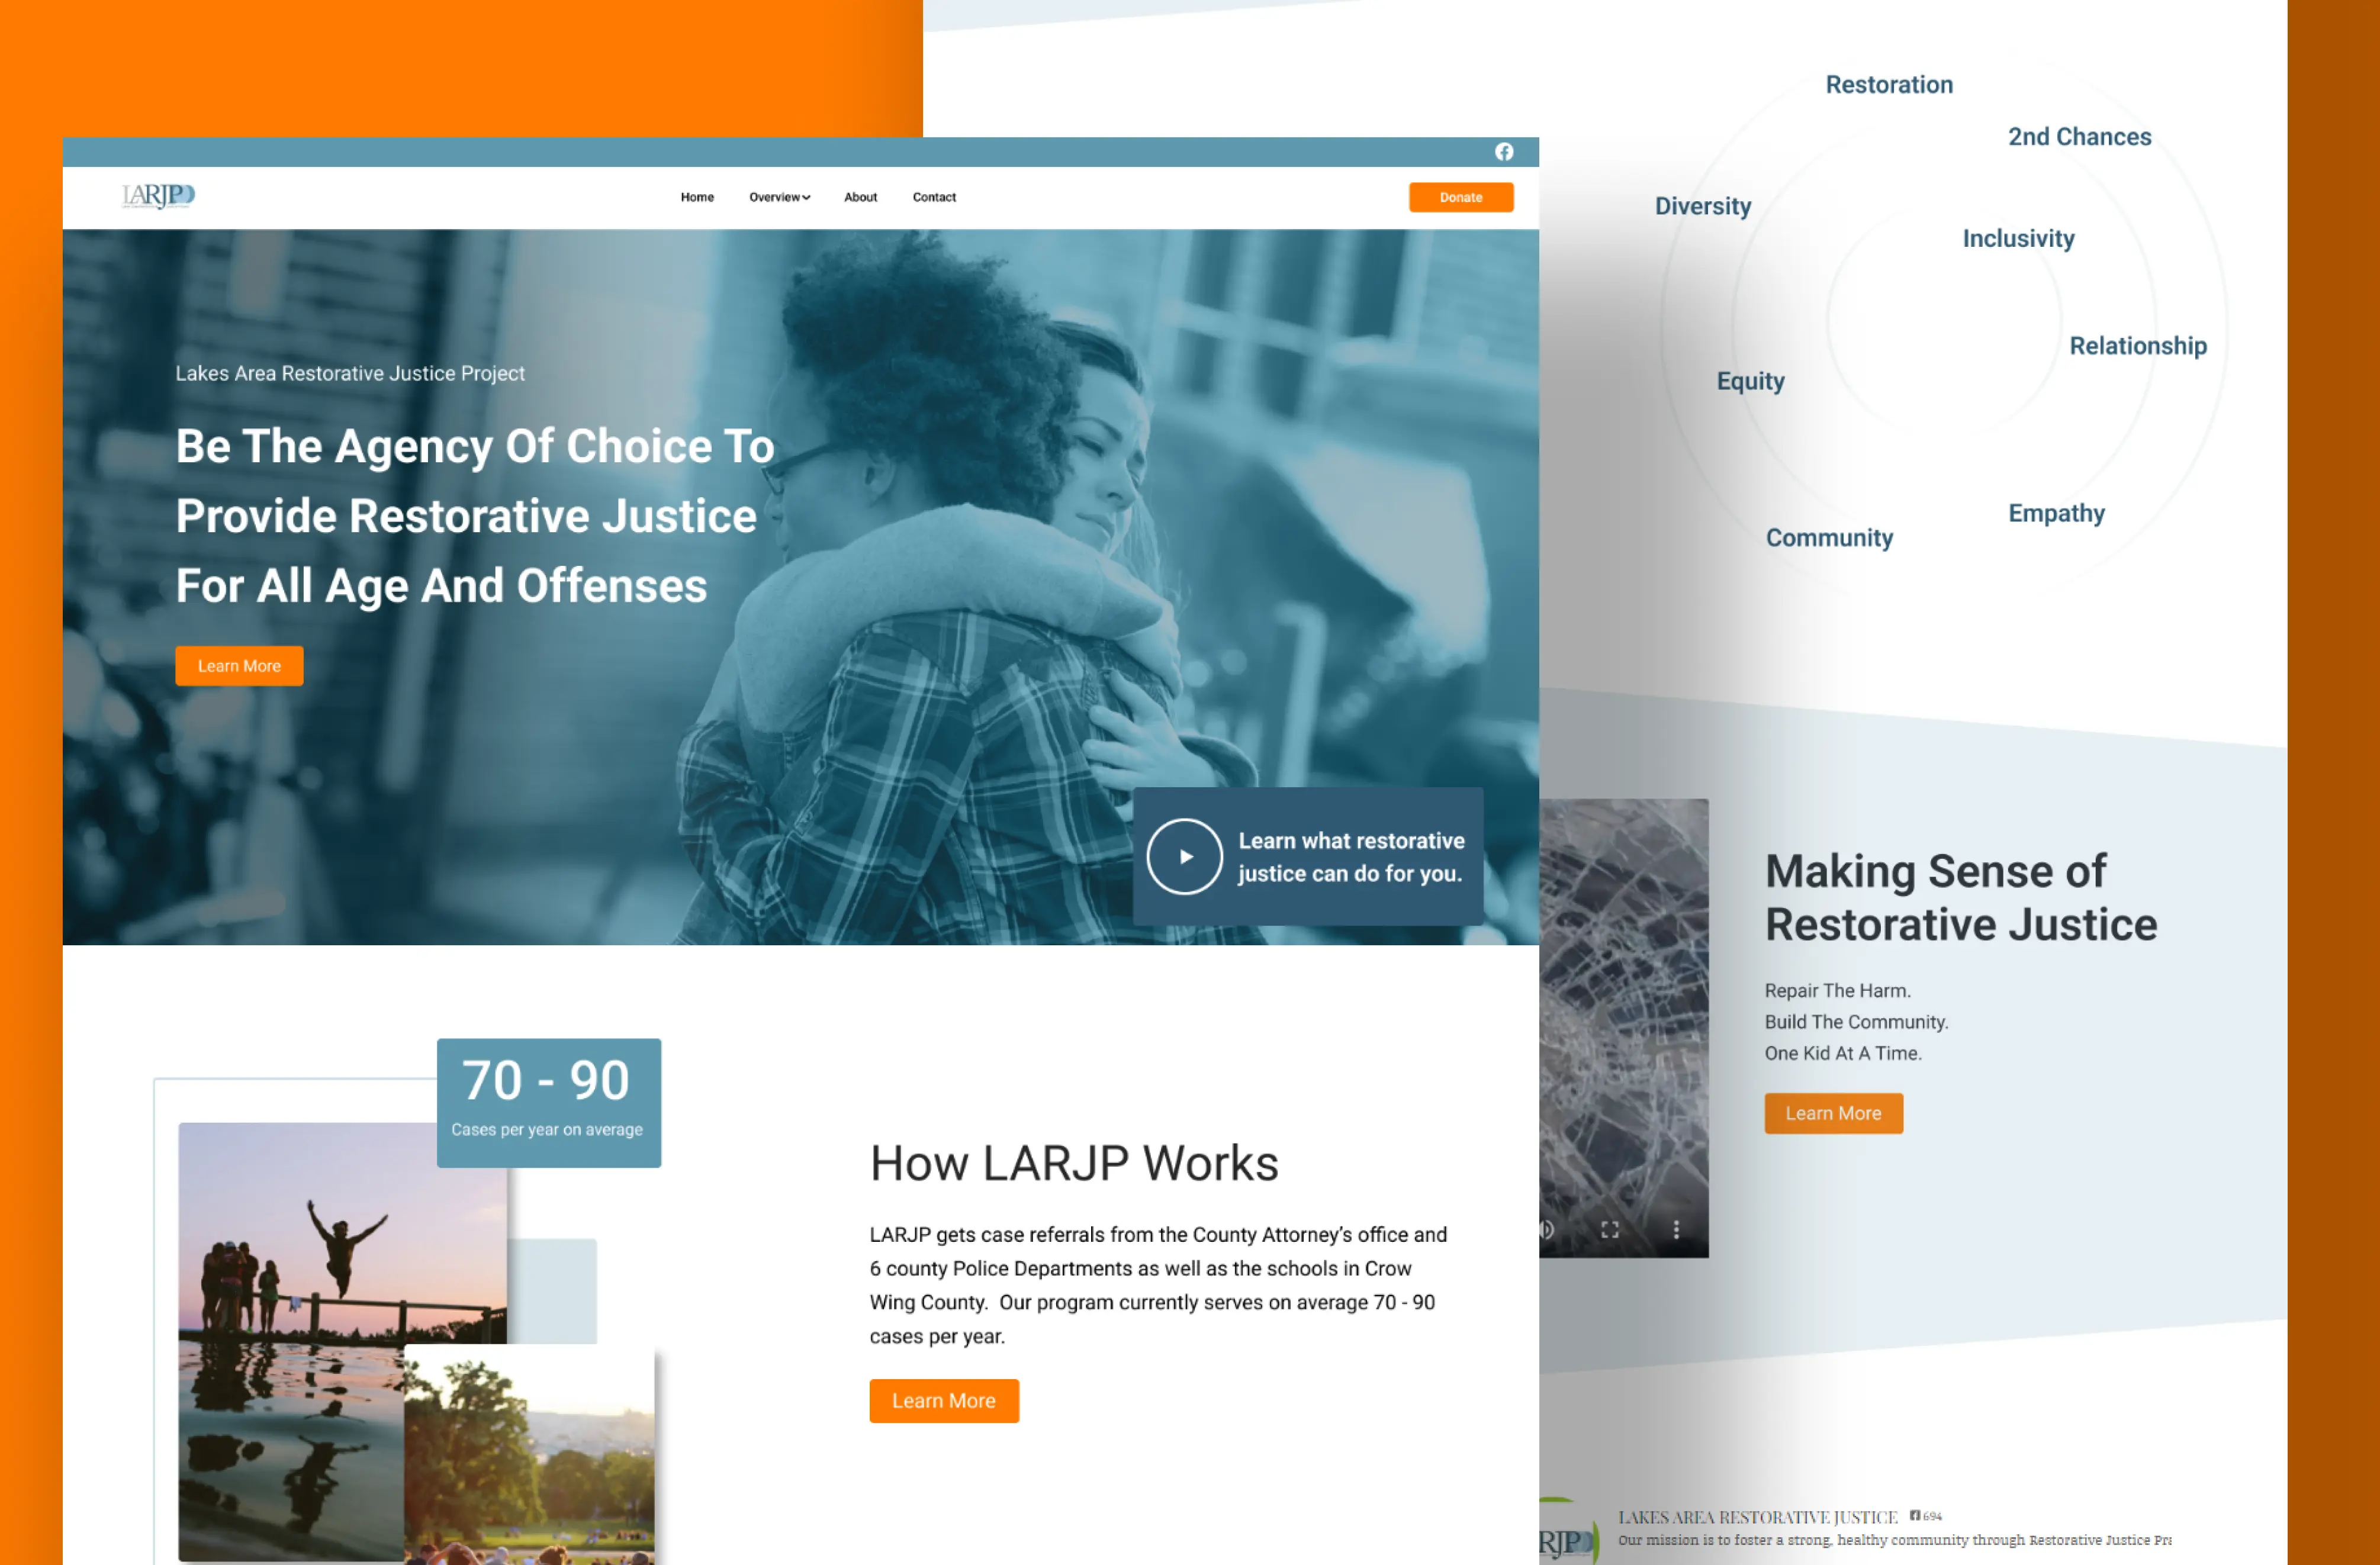 LARJP
Home
Overview
About
Contact
Donate
Lakes Area Restorative Justice Project
Be The Agency Of Choice To
Provide Restorative Justice
For All Age And Offenses
Learn More
Learn what restorative
justice can do for you.
70 - 90
Cases per year on average
How LARJP Works
LARJP gets case referrals from the County Attorney’s office and
6 county Police Departments as well as the schools in Crow
Wing County.  Our program currently serves on average 70 - 90
cases per year.
Learn More
Restoration
2nd Chances
Diversity
Inclusivity
Relationship
Equity
Empathy
Community
Making Sense of
Restorative Justice
Repair The Harm.
Build The Community.
One Kid At A Time.
Learn More
RJP
LAKES AREA RESTORATIVE JUSTICE 694
Our mission is to foster a strong, healthy community through Restorative Justice Pra